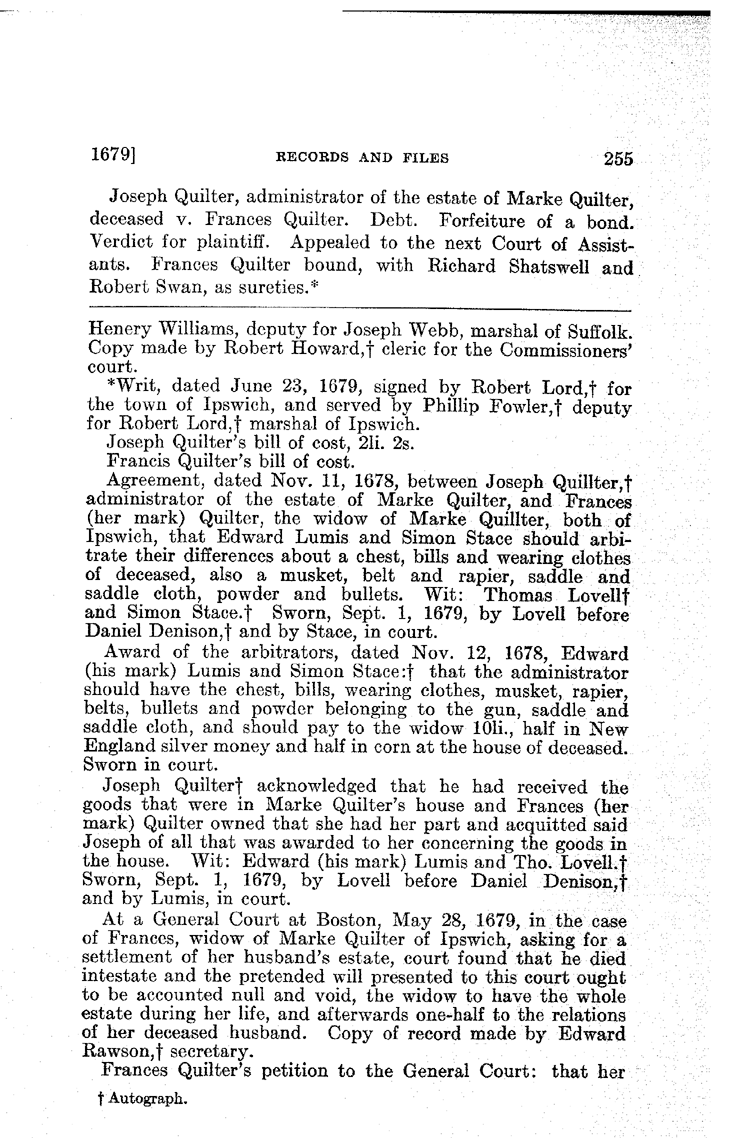 1679] RECORDS AND FILES 255
Joseph Quilter, administrator of the estate of Marke Quilter,
deceased v. Frances Quilter. Debt. Forfeiture of a bond.
Verdict for plaintiff. Appealed to the next Court of Assist-
ants. Frances Quilter bound, with Richard Shatswell and
Robert Swan, as sureties.*
Henery Williams, deputy for Joseph Webb, marshal of Suffolk.
Copy made by Robert Howard,† cleric for the Commissioners'
court.
*Writ, dated June 23, 1679, signed by Robert Lord,† for
the town of Ipswich, and served by Phillip Fowler,† deputy
for Robert Lord,† marshal of Ipswich.
Joseph Quilter's bill of cost, 2li. 2s.
Francis Quilter's bill of cost.
Agreement, dated Nov. 11, 1678, between Joseph Quillter,†
administrator of the estate of Marke Quilter, and Frances
(her mark) Quilter, the widow of Marke Quillter, both of
Ipswich, that Edward Lumis and Simon Stace should arbi-
trate their differences about a chest, bills and wearing clothes
of deceased, also a musket, belt and rapier, saddle and
saddle cloth, powder and bullets. Wit: Thomas Lovell†
and Simon Stace.† Sworn, Sept. 1, 1679, by Lovell before
Daniel Denison,† and by Stace, in court.
Award of the arbitrators, dated Nov. 12, 1678, Edward
(his mark) Lumis and Simon Stace:† that the administrator
should have the chest, bills, wearing clothes, musket, rapier,
belts, bullets and powder belonging to the gun, saddle and
saddle cloth, and should pay to the widow 10li., half in New
England silver money and half in corn at the house of deceased.
Sworn in court.
Joseph Quilter† acknowledged that he had received the
goods that were in Marke Quilter's house and Frances (her
mark) Quilter owned that she had her part and acquitted said
Joseph of all that was awarded to her concerning the goods in
the house. Wit: Edward (his mark) Lumis and Tho. Lovell.†
Sworn, Sept. 1, 1679, by Lovell before Daniel Denison,†
and by Lumis, in court.
At a General Court at Boston, May 28, 1679, in the case
of Frances, widow of Marke Quilter of Ipswich, asking for a
settlement of her husband's estate, court found that he died
intestate and the pretended will presented to this court ought
to be accounted null and void, the widow to have the whole
estate during her life, and afterwards one-half to the relations
of her deceased husband. Copy of record made by Edward
Rawson,† secretary.
Frances Quilter's petition to the General Court: that her
† Autograph.